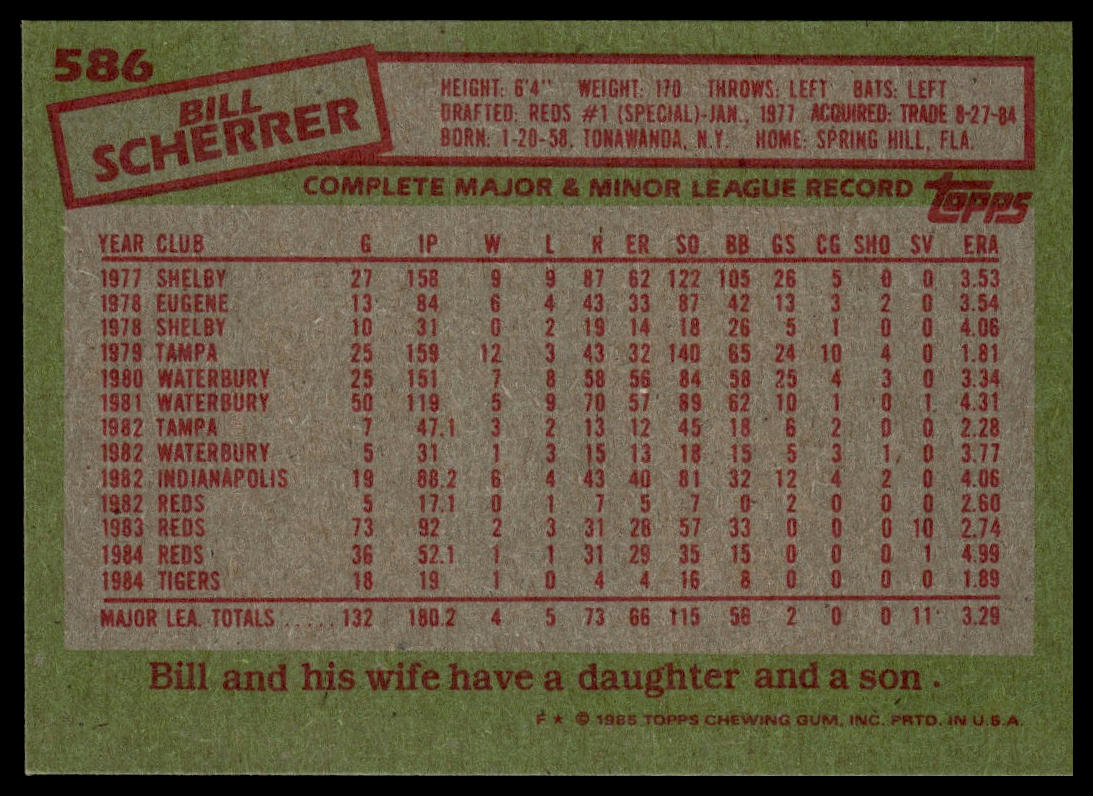 586
BILL
SCHERRER
HEIGHT: 6'4" WEIGHT: 170 THROWS: LEFT BATS: LEFT
DRAFTED: REDS #1 (SPECIAL)-JAN., 1977 ACQUIRED: TRADE 8-27-84
BORN: 1-20-58, TONAWANDA, N.Y. HOME: SPRING HILL, FLA.
COMPLETE MAJOR & MINOR LEAGUE RECORD topps
YEAR CLUB G IP W L R ER SO BB GS CG SHO SV ERA
1977 SHELBY 27 158 9 9 87 62 122 105 26 5 0 0 3.53
1978 EUGENE 13 84 6 4 43 33 87 42 13 3 2 0 3.54
1978 SHELBY 10 31 0 2 19 14 18 26 5 1 0 0 4.06
1979 TAMPA 25 159 12 3 43 32 140 65 24 10 4 0 1.81
1980 WATERBURY 25 151 7 8 58 56 84 58 25 4 3 0 3.34
1981 WATERBURY 50 119 5 9 70 57 89 62 10 1 0 1 4.31
1982 TAMPA 7 47.1 3 2 13 12 45 18 6 2 0 0 2.28
1982 WATERBURY 5 31 1 3 15 13 18 15 5 3 1 0 3.77
1982 INDIANAPOLIS 19 88.2 6 4 43 40 81 32 12 4 2 0 4.06
1982 REDS 5 17.1 0 1 7 5 7 0 2 0 0 0 2.60
1983 REDS 73 92 2 3 31 28 57 33 0 0 0 10 2.74
1984 REDS 36 52.1 1 1 31 29 35 15 0 0 0 1 4.99
1984 TIGERS 18 19 1 0 4 4 16 8 0 0 0 0 1.89
MAJOR LEA. TOTALS ..... 132 180.2 4 5 73 66 115 56 2 0 0 11 3.29
Bill and his wife have a daughter and a son.
F★ © 1985 TOPPS CHEWING GUM, INC. PRTD. IN U.S.A.